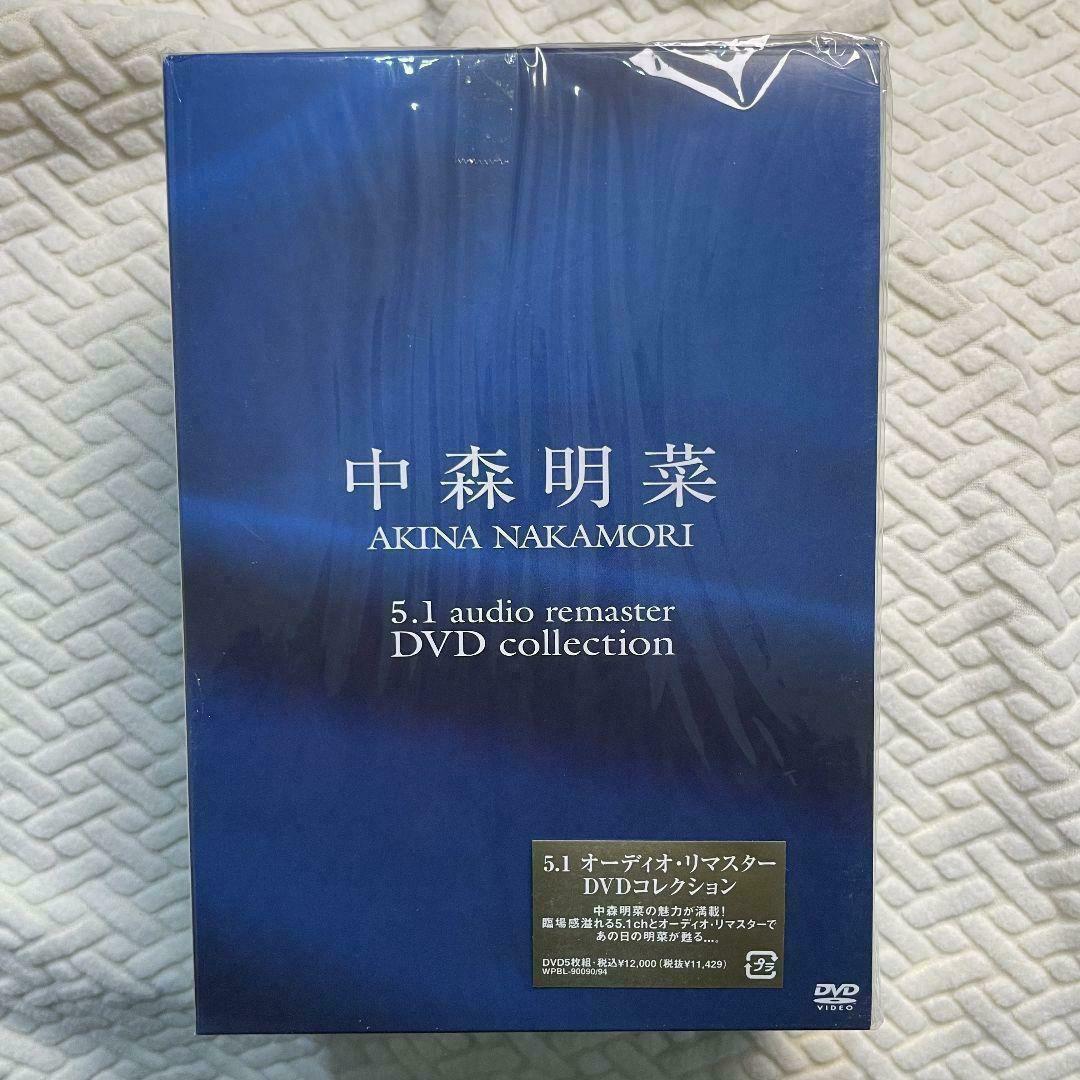 中森明菜
AKINA NAKAMORI
5.1 audio remaster
DVD collection
5.1 オーディオ・リマスター
DVDコレクション
中森明菜の魅力が満載!
臨場感溢れる5.1chとオーディオ・リマスターで
あの日の明菜が甦る…。
DVD5枚組・税込¥12,000(税抜¥11,429)
WPBL-90090/94
プラ
DVD
VIDEO